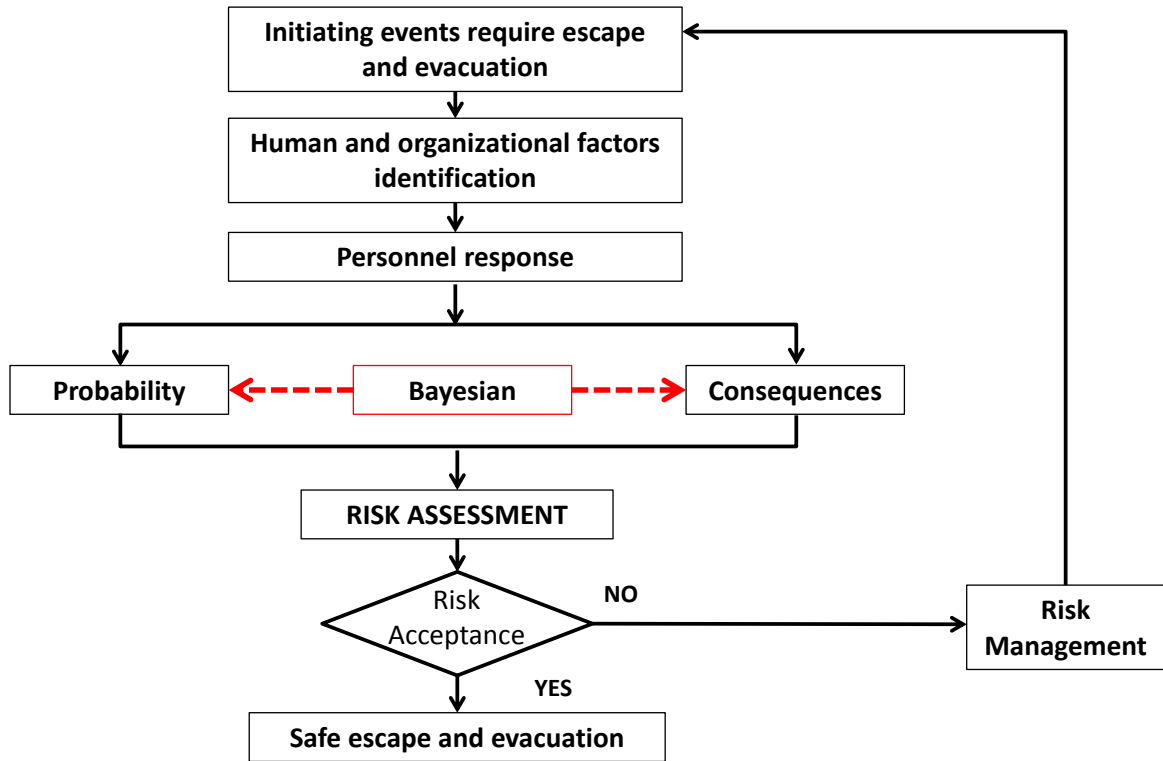 Initiating events require escape
and evacuation
Human and organizational factors
identification
Personnel response
Probability
Bayesian
Consequences
RISK ASSESSMENT
Risk
Acceptance
NO
Risk
Management
YES
Safe escape and evacuation